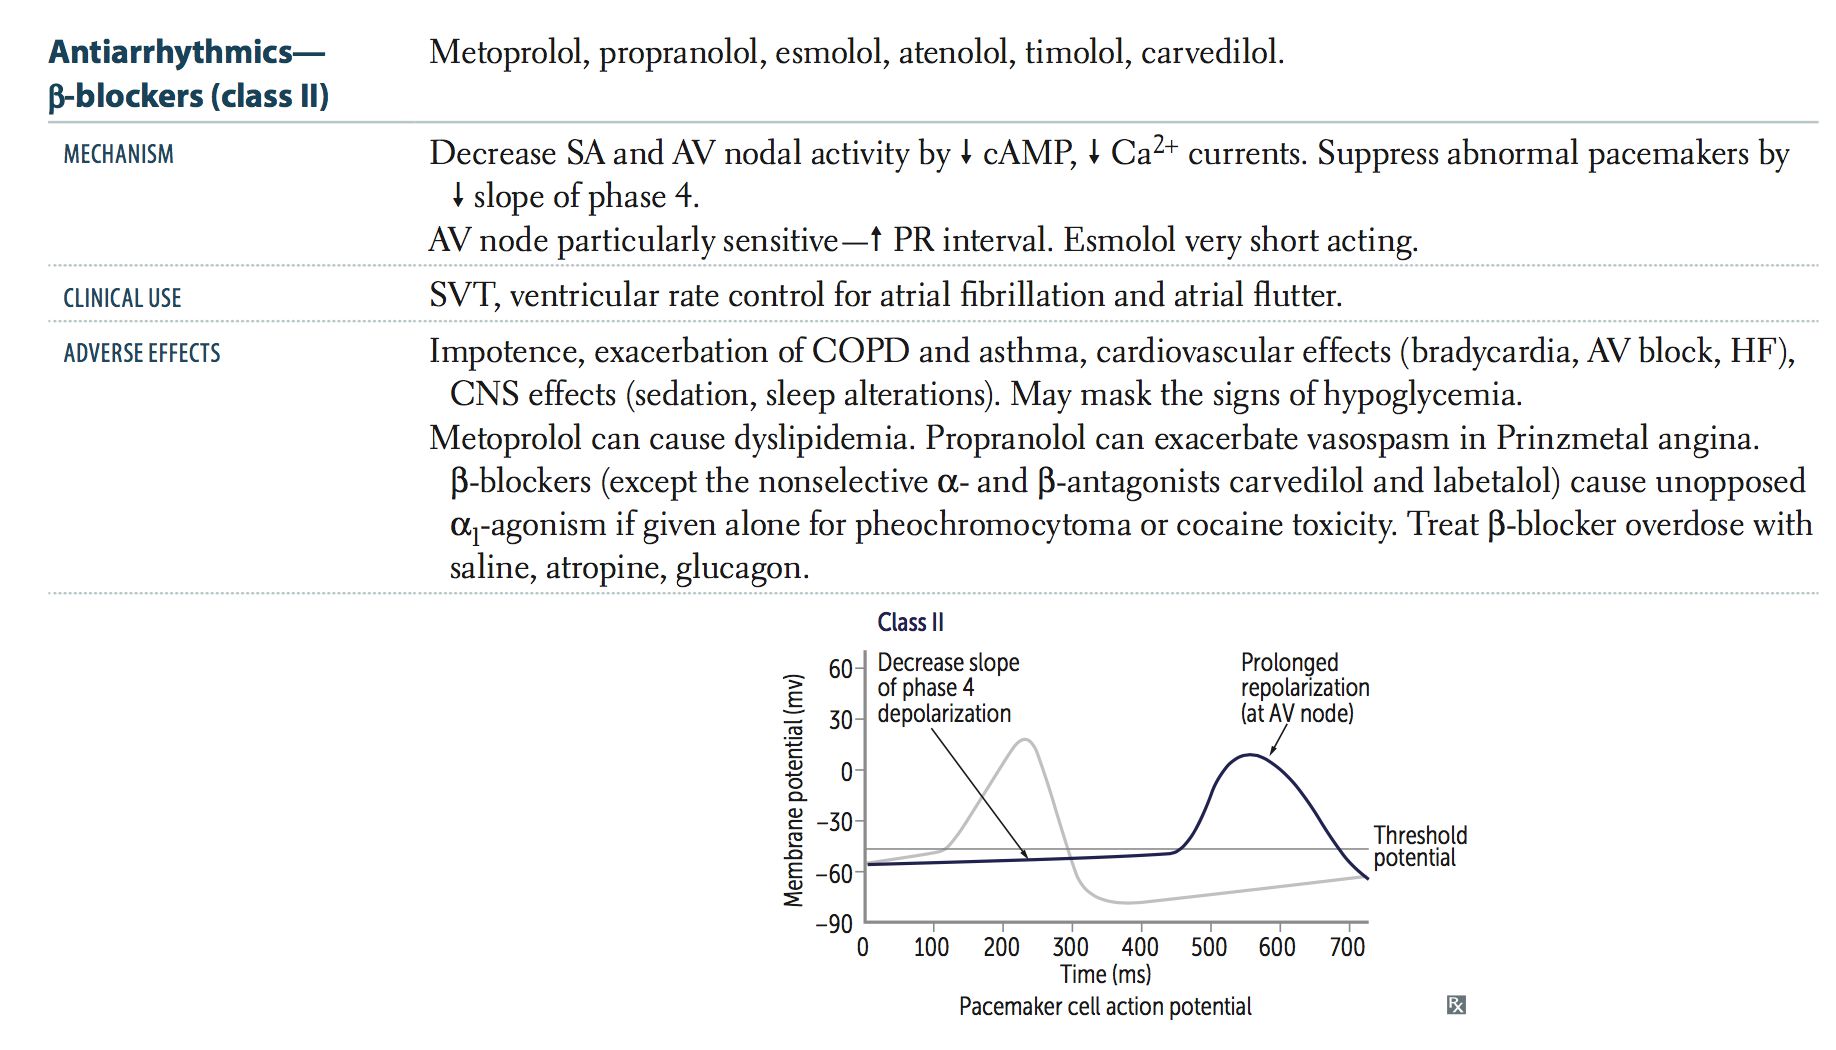 Antiarrhythmics—
β-blockers (class II)
Metoprolol, propranolol, esmolol, atenolol, timolol, carvedilol.
MECHANISM
Decrease SA and AV nodal activity by ↓ cAMP, ↓ Ca²⁺ currents. Suppress abnormal pacemakers by
↓ slope of phase 4.
AV node particularly sensitive—↑ PR interval. Esmolol very short acting.
CLINICAL USE
SVT, ventricular rate control for atrial fibrillation and atrial flutter.
ADVERSE EFFECTS
Impotence, exacerbation of COPD and asthma, cardiovascular effects (bradycardia, AV block, HF),
CNS effects (sedation, sleep alterations). May mask the signs of hypoglycemia.
Metoprolol can cause dyslipidemia. Propranolol can exacerbate vasospasm in Prinzmetal angina.
β-blockers (except the nonselective α- and β-antagonists carvedilol and labetalol) cause unopposed
α₁-agonism if given alone for pheochromocytoma or cocaine toxicity. Treat β-blocker overdose with
saline, atropine, glucagon.
Class II
Decrease slope
of phase 4
depolarization
Prolonged
repolarization
(at AV node)
Threshold
potential
Membrane potential (mv)
60
30
0
−30
−60
−90
0 100 200 300 400 500 600 700
Time (ms)
Pacemaker cell action potential
Rx